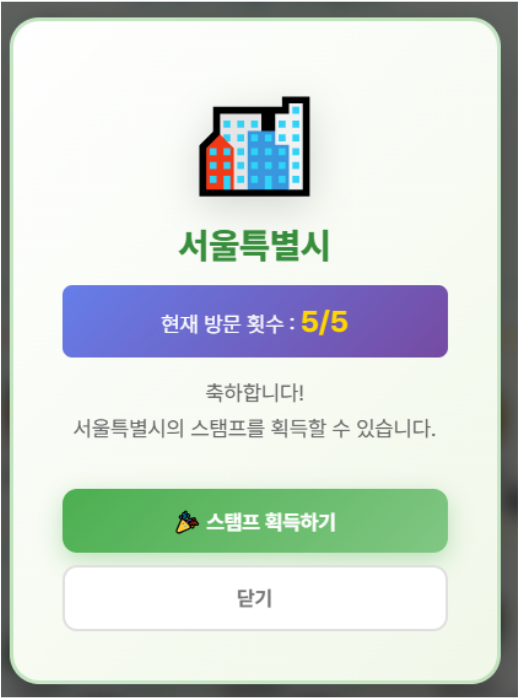 서울특별시
현재 방문 횟수 : 5/5
축하합니다!
서울특별시의 스탬프를 획득할 수 있습니다.
🎉 스탬프 획득하기
닫기